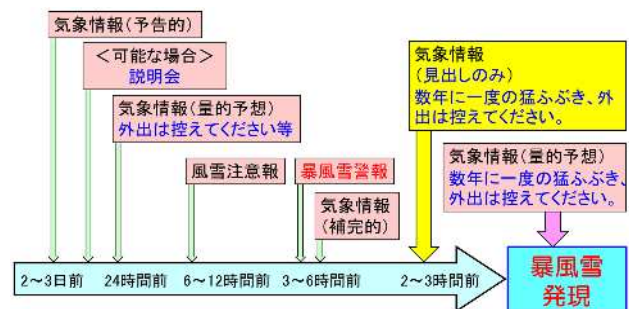 気象情報(予告的)
＜可能な場合＞
説明会
気象情報(量的予想)
外出は控えてください等
風雪注意報
暴風雪警報
気象情報
(補完的)
気象情報
(見出しのみ)
数年に一度の猛ふぶき、外
出は控えてください。
気象情報(量的予想)
数年に一度の猛ふぶき、
外出は控えてください。
2～3日前
24時間前
6～12時間前
3～6時間前
2～3時間前
暴風雪
発現